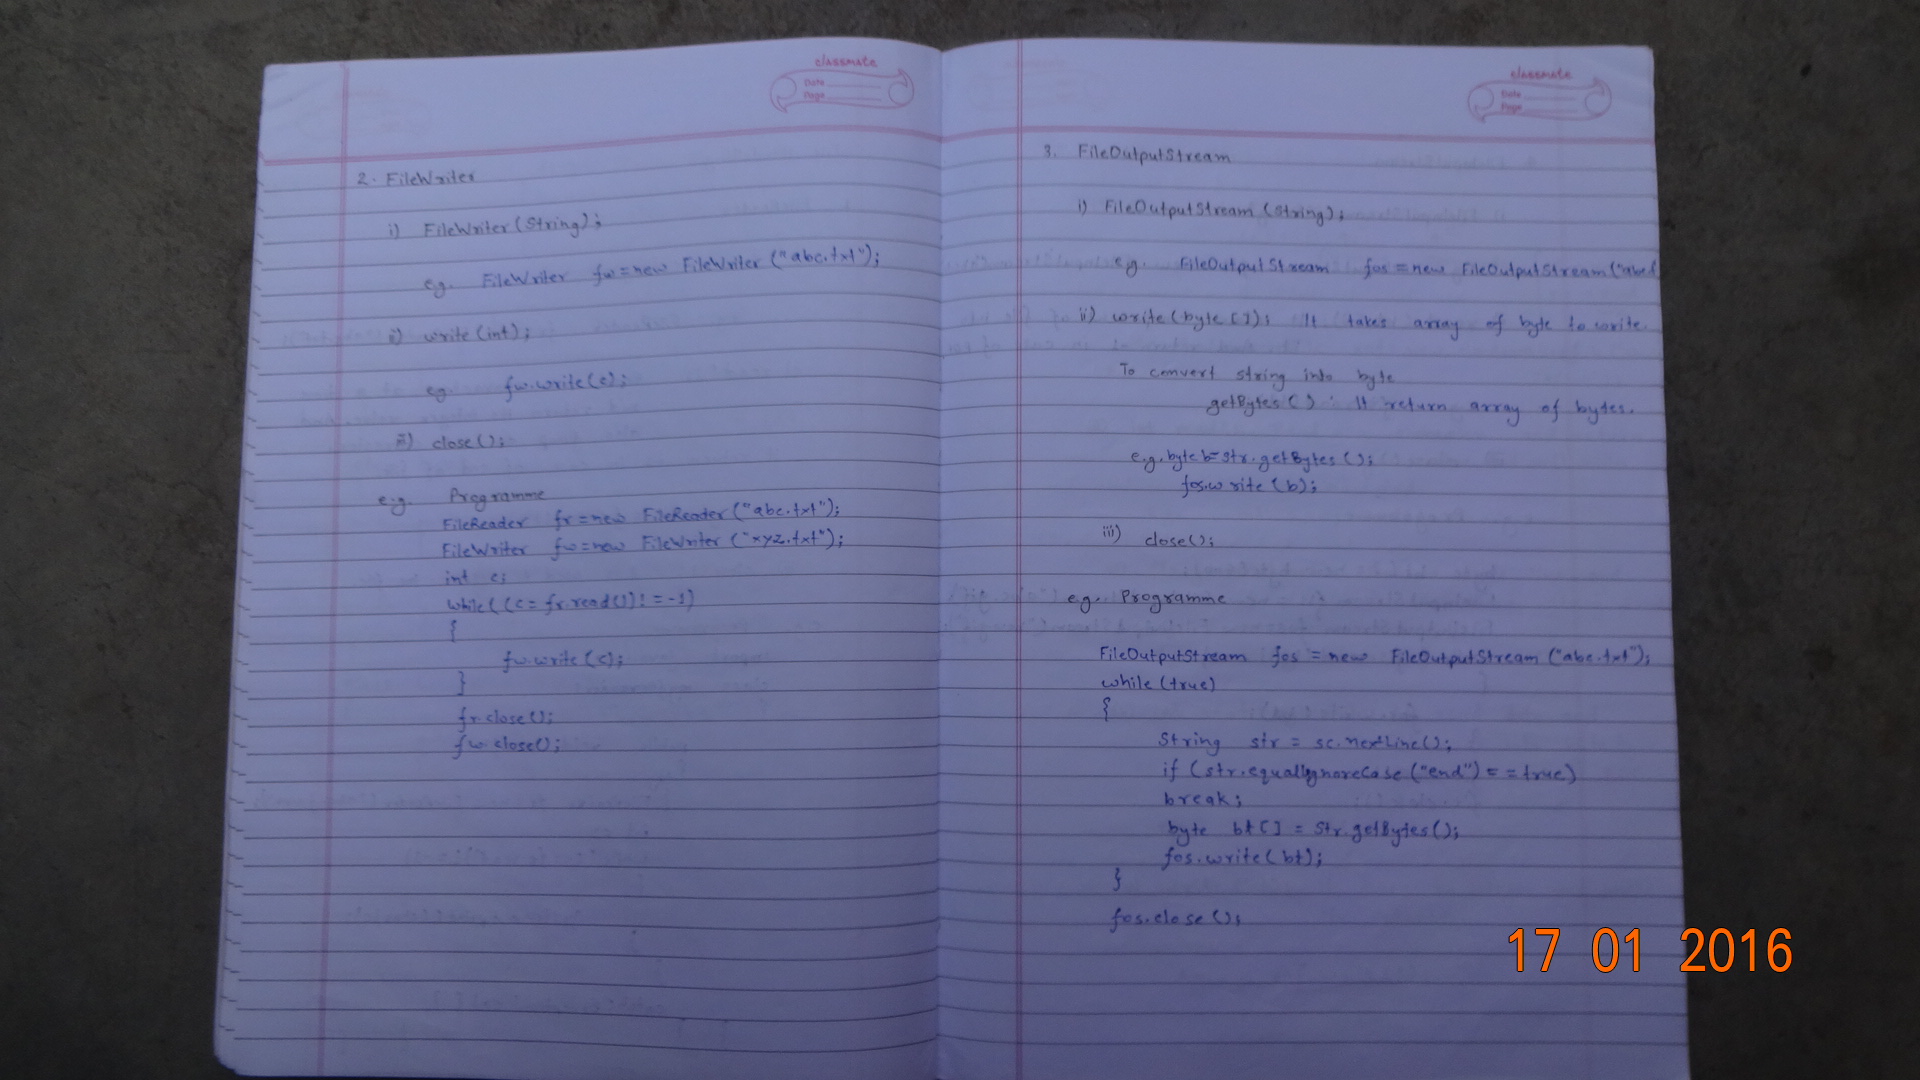 classmate
Date
Page
2. FileWriter
i) FileWriter(String);
eg. FileWriter fw=new FileWriter ("abc.txt");
ii) write(int);
eg. fw.write(c);
iii) close();
e.g. Programme
FileReader fr=new FileReader("abc.txt");
FileWriter fw=new FileWriter ("xyz.txt");
int c;
while((c=fr.read())!=-1)
{
fw.write(c);
}
fr.close();
fw.close();
classmate
Date
Page
3. FileOutputStream
i) FileOutputStream (String);
eg. FileOutputStream fos=new FileOutputStream("abc.t
ii) write(byte[]); It takes array of byte to write.
To convert string into byte
getBytes() : It return array of bytes.
e.g. byte b=str.getBytes();
fos.write(b);
iii) close();
eg. Programme
FileOutputStream fos=new FileOutputStream ("abc.txt");
while(true)
{
String str = sc.nextLine();
if (str.equalIgnoreCase("end")==true)
break;
byte bt[] = str.getBytes();
fos.write(bt);
}
fos.close();
17 01 2016